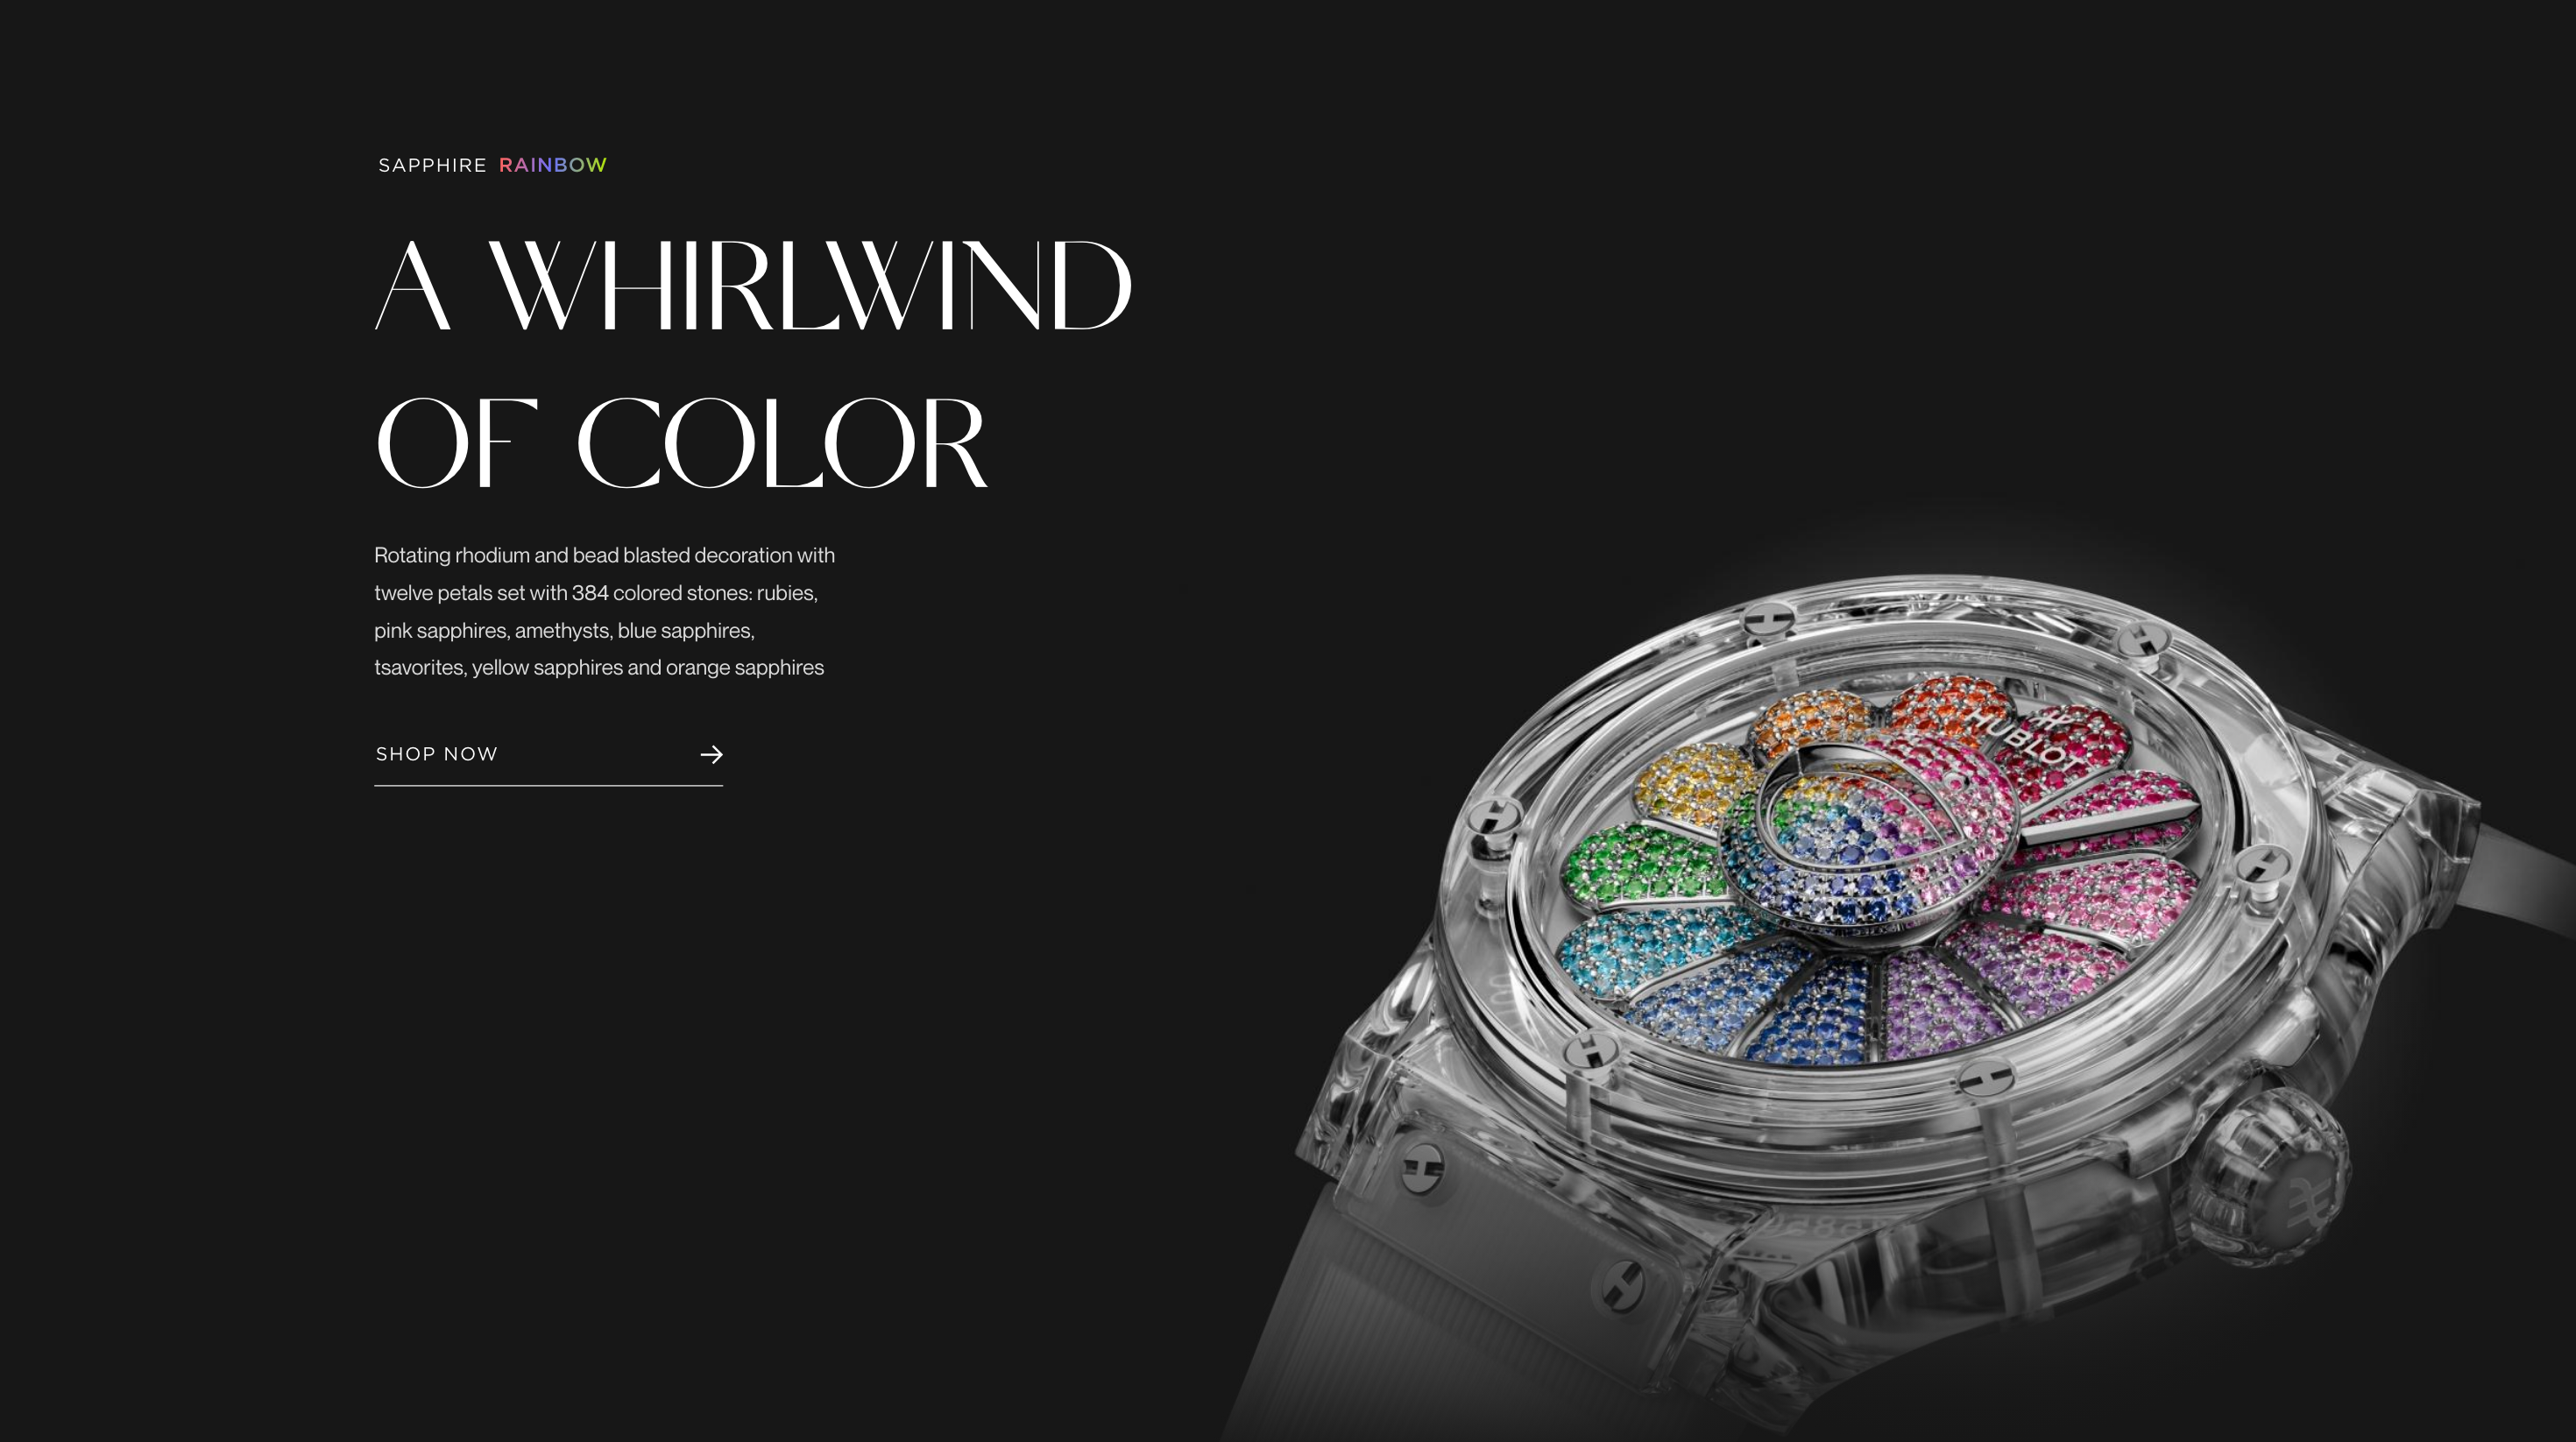 SAPPHIRE RAINBOW
A WHIRLWIND
OF COLOR
Rotating rhodium and bead blasted decoration with
twelve petals set with 384 colored stones: rubies,
pink sapphires, amethysts, blue sapphires,
tsavorites, yellow sapphires and orange sapphires
SHOP NOW
HUBLOT